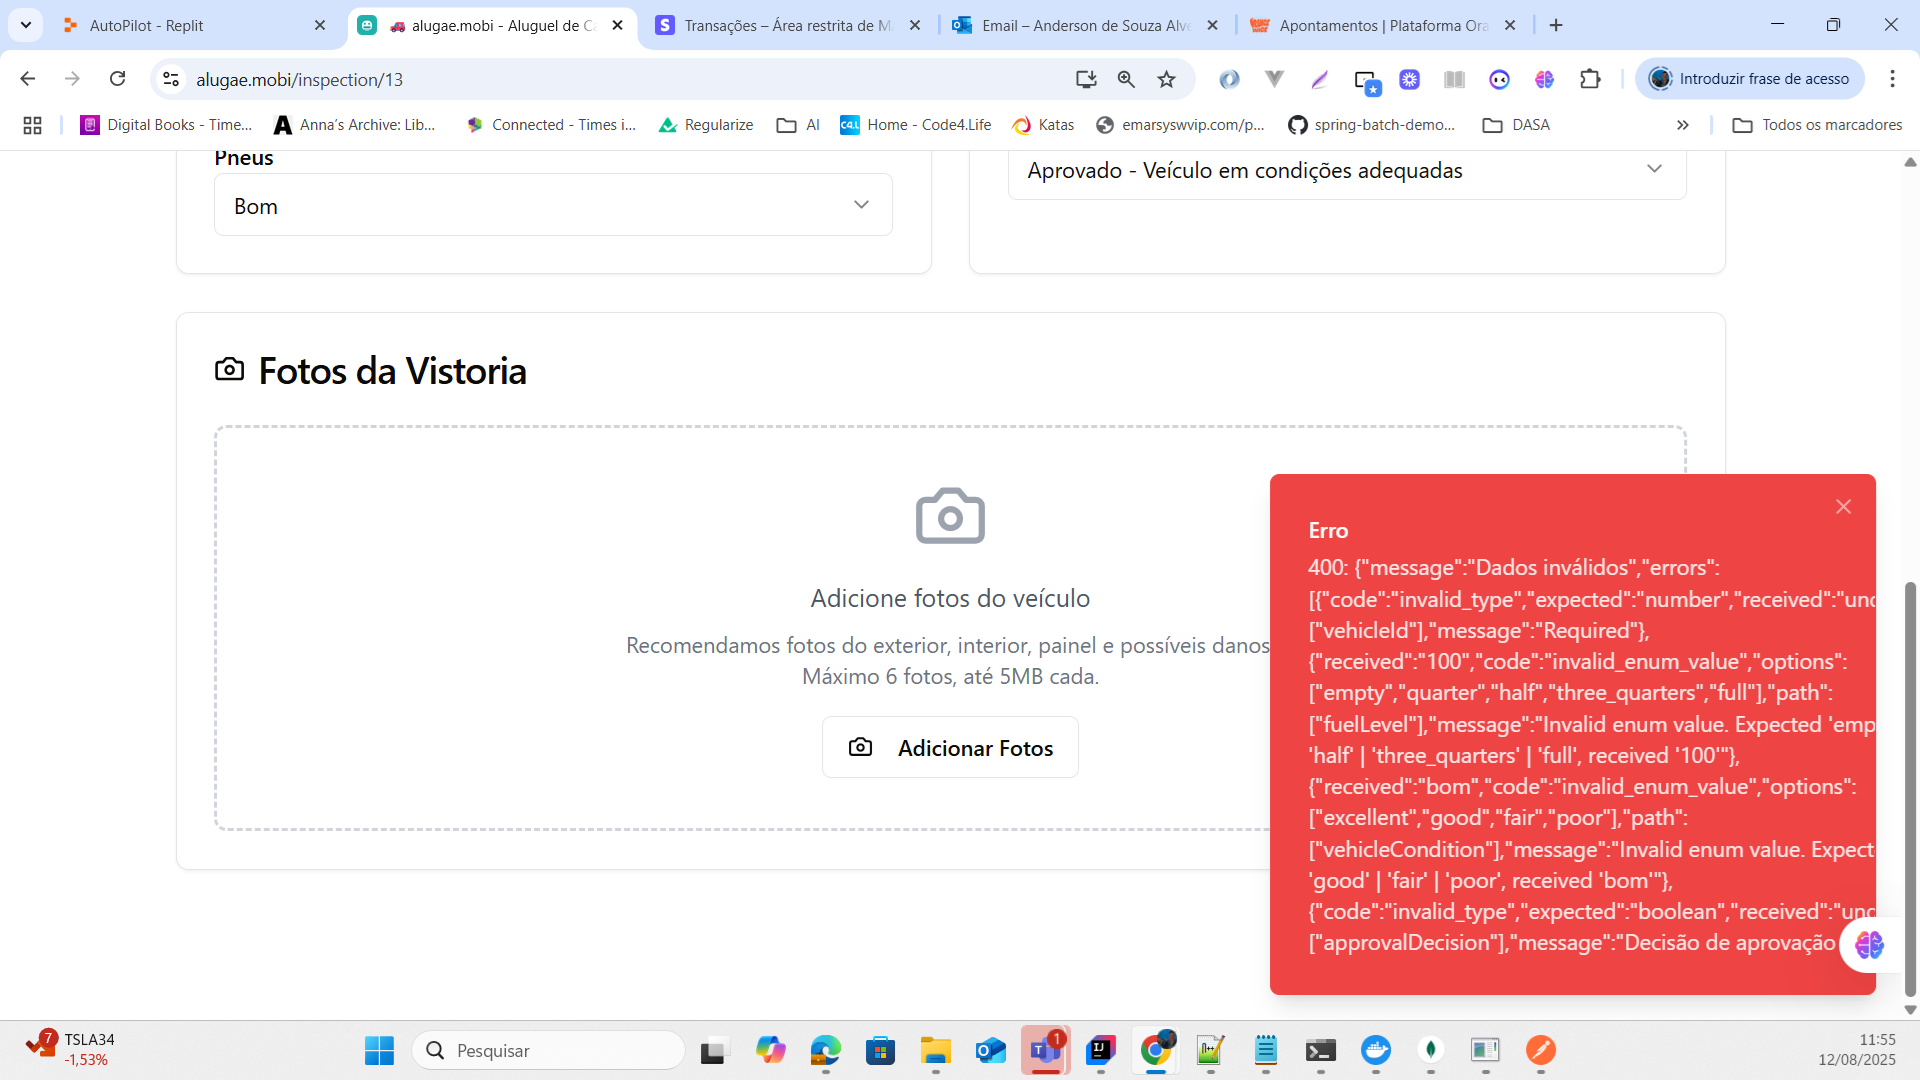 AutoPilot - Replit
alugae.mobi - Aluguel de Ca
Transações – Área restrita de M
Email – Anderson de Souza Alve
Apontamentos | Plataforma Ora
alugae.mobi/inspection/13
Introduzir frase de acesso
Digital Books - Time...
Anna's Archive: Lib...
Connected - Times i...
Regularize
AI
Home - Code4.Life
Katas
emarsyswvip.com/p...
spring-batch-demo...
DASA
Todos os marcadores
Pneus
Bom
Aprovado - Veículo em condições adequadas
Fotos da Vistoria
Adicione fotos do veículo
Recomendamos fotos do exterior, interior, painel e possíveis danos
Máximo 6 fotos, até 5MB cada.
Adicionar Fotos
Erro
400: {"message":"Dados inválidos","errors":
[{"code":"invalid_type","expected":"number","received":"und
["vehicleId"],"message":"Required"},
{"received":"100","code":"invalid_enum_value","options":
["empty","quarter","half","three_quarters","full"],"path":
["fuelLevel"],"message":"Invalid enum value. Expected 'emp
'half' | 'three_quarters' | 'full', received '100'"},
{"received":"bom","code":"invalid_enum_value","options":
["excellent","good","fair","poor"],"path":
["vehicleCondition"],"message":"Invalid enum value. Expect
'good' | 'fair' | 'poor', received 'bom'"},
{"code":"invalid_type","expected":"boolean","received":"und
["approvalDecision"],"message":"Decisão de aprovação
7
TSLA34
-1,53%
Pesquisar
1
11:55
12/08/2025